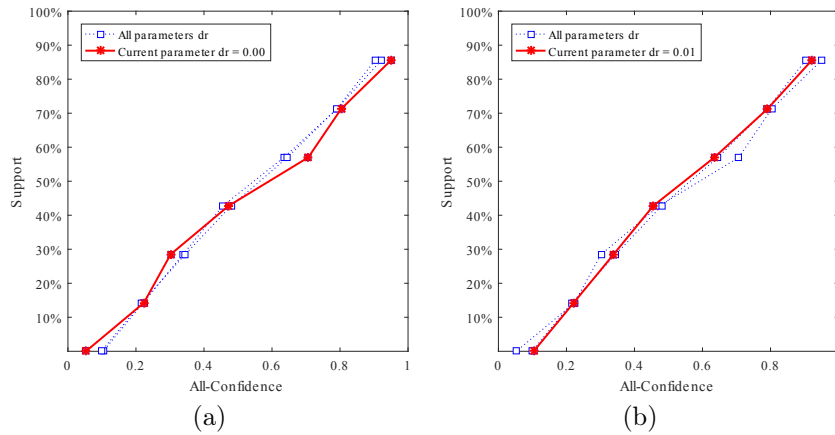 100%
90%
80%
70%
60%
50%
40%
30%
20%
10%
Support
All parameters dr
Current parameter dr = 0.00
0 0.2 0.4 0.6 0.8 1
All-Confidence
(a)
100%
90%
80%
70%
60%
50%
40%
30%
20%
10%
Support
All parameters dr
Current parameter dr = 0.01
0 0.2 0.4 0.6 0.8
All-Confidence
(b)